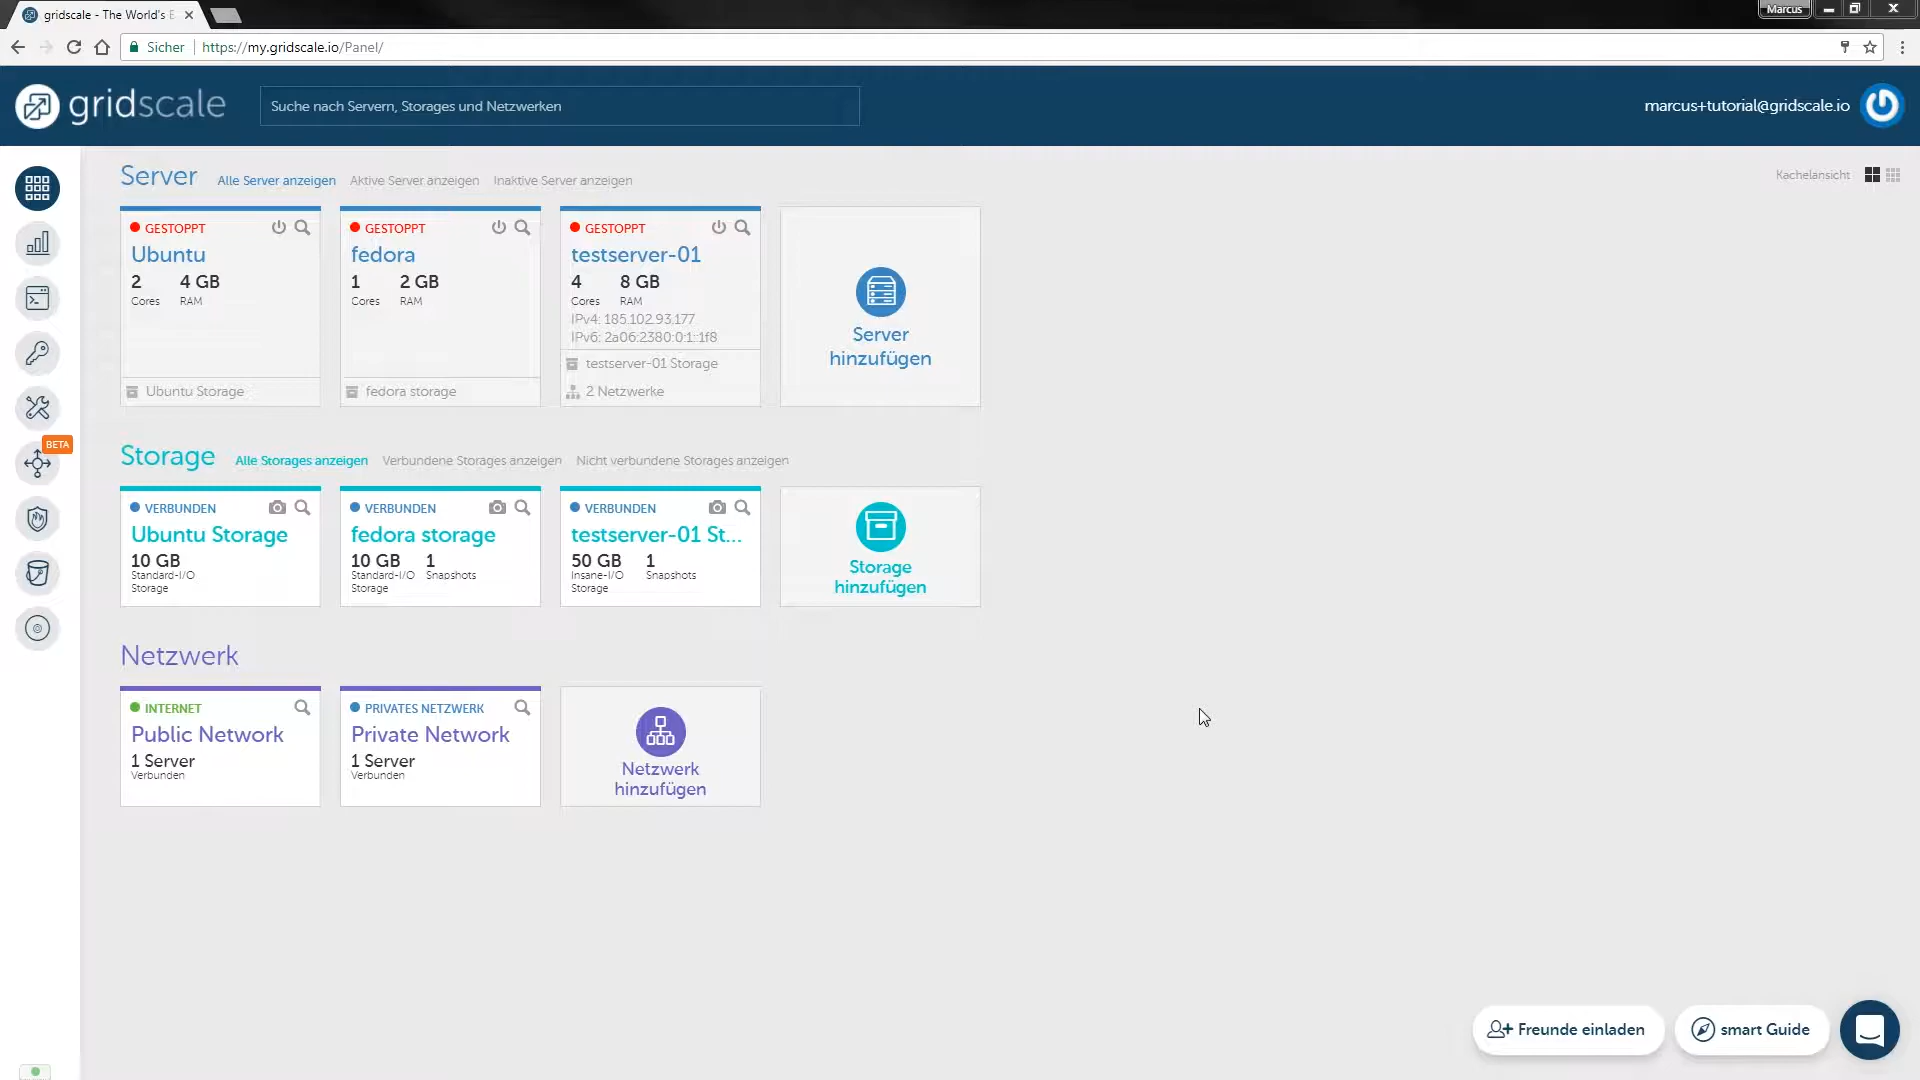 gridscale - The World's E
Marcus
Sicher
https://my.gridscale.io/Panel/
gridscale
Suche nach Servern, Storages und Netzwerken
marcus+tutorial@gridscale.io
Server
Alle Server anzeigen
Aktive Server anzeigen
Inaktive Server anzeigen
Kachelansicht
GESTOPPT
Ubuntu
2
4 GB
Cores
RAM
Ubuntu Storage
GESTOPPT
fedora
1
2 GB
Cores
RAM
fedora storage
GESTOPPT
testserver-01
4
8 GB
Cores
RAM
IPv4: 185.102.93.177
IPv6: 2a06:2380:0:1::1f8
testserver-01 Storage
2 Netzwerke
Server
hinzufügen
BETA
Storage
Alle Storages anzeigen
Verbundene Storages anzeigen
Nicht verbundene Storages anzeigen
VERBUNDEN
Ubuntu Storage
10 GB
Standard-I/O
Storage
VERBUNDEN
fedora storage
10 GB
1
Standard-I/O
Snapshots
Storage
VERBUNDEN
testserver-01 St...
50 GB
1
Insane-I/O
Snapshots
Storage
Storage
hinzufügen
Netzwerk
INTERNET
Public Network
1 Server
Verbunden
PRIVATES NETZWERK
Private Network
1 Server
Verbunden
Netzwerk
hinzufügen
Freunde einladen
smart Guide